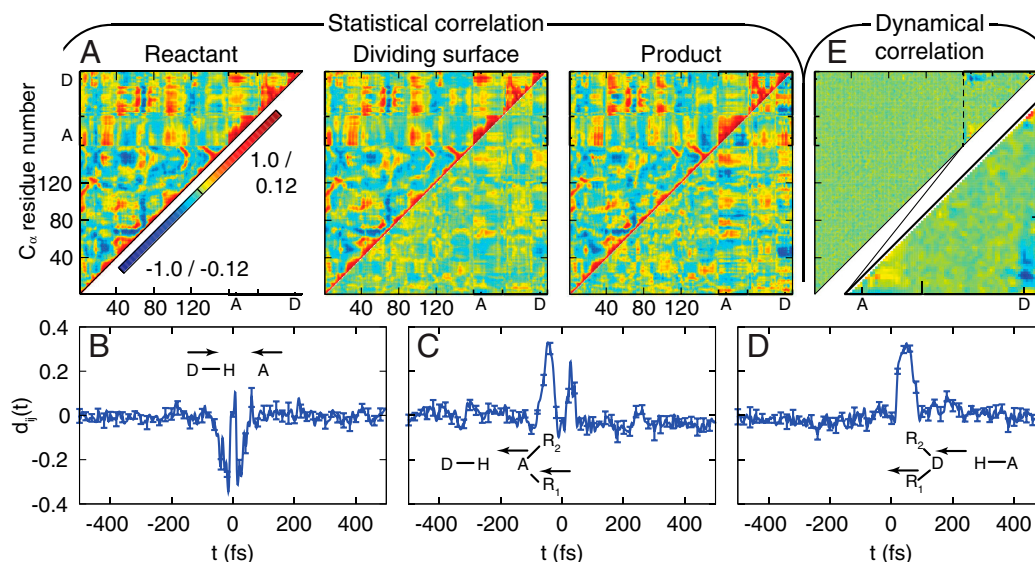 Statistical correlation
Dynamical
correlation
A
Reactant
Dividing surface
Product
E
Cα residue number
D
A
120
80
40
1.0 /
0.12
-1.0 / -0.12
40 80 120 A D
40 80 120 A D
40 80 120 A D
A D
dij(t)
0.4
0.2
0
-0.2
-0.4
B
D H A
-400 -200 0 200 400
t (fs)
C
D H A R2
R1
-400 -200 0 200 400
t (fs)
D
R2
D H A
R1
-400 -200 0 200 400
t (fs)